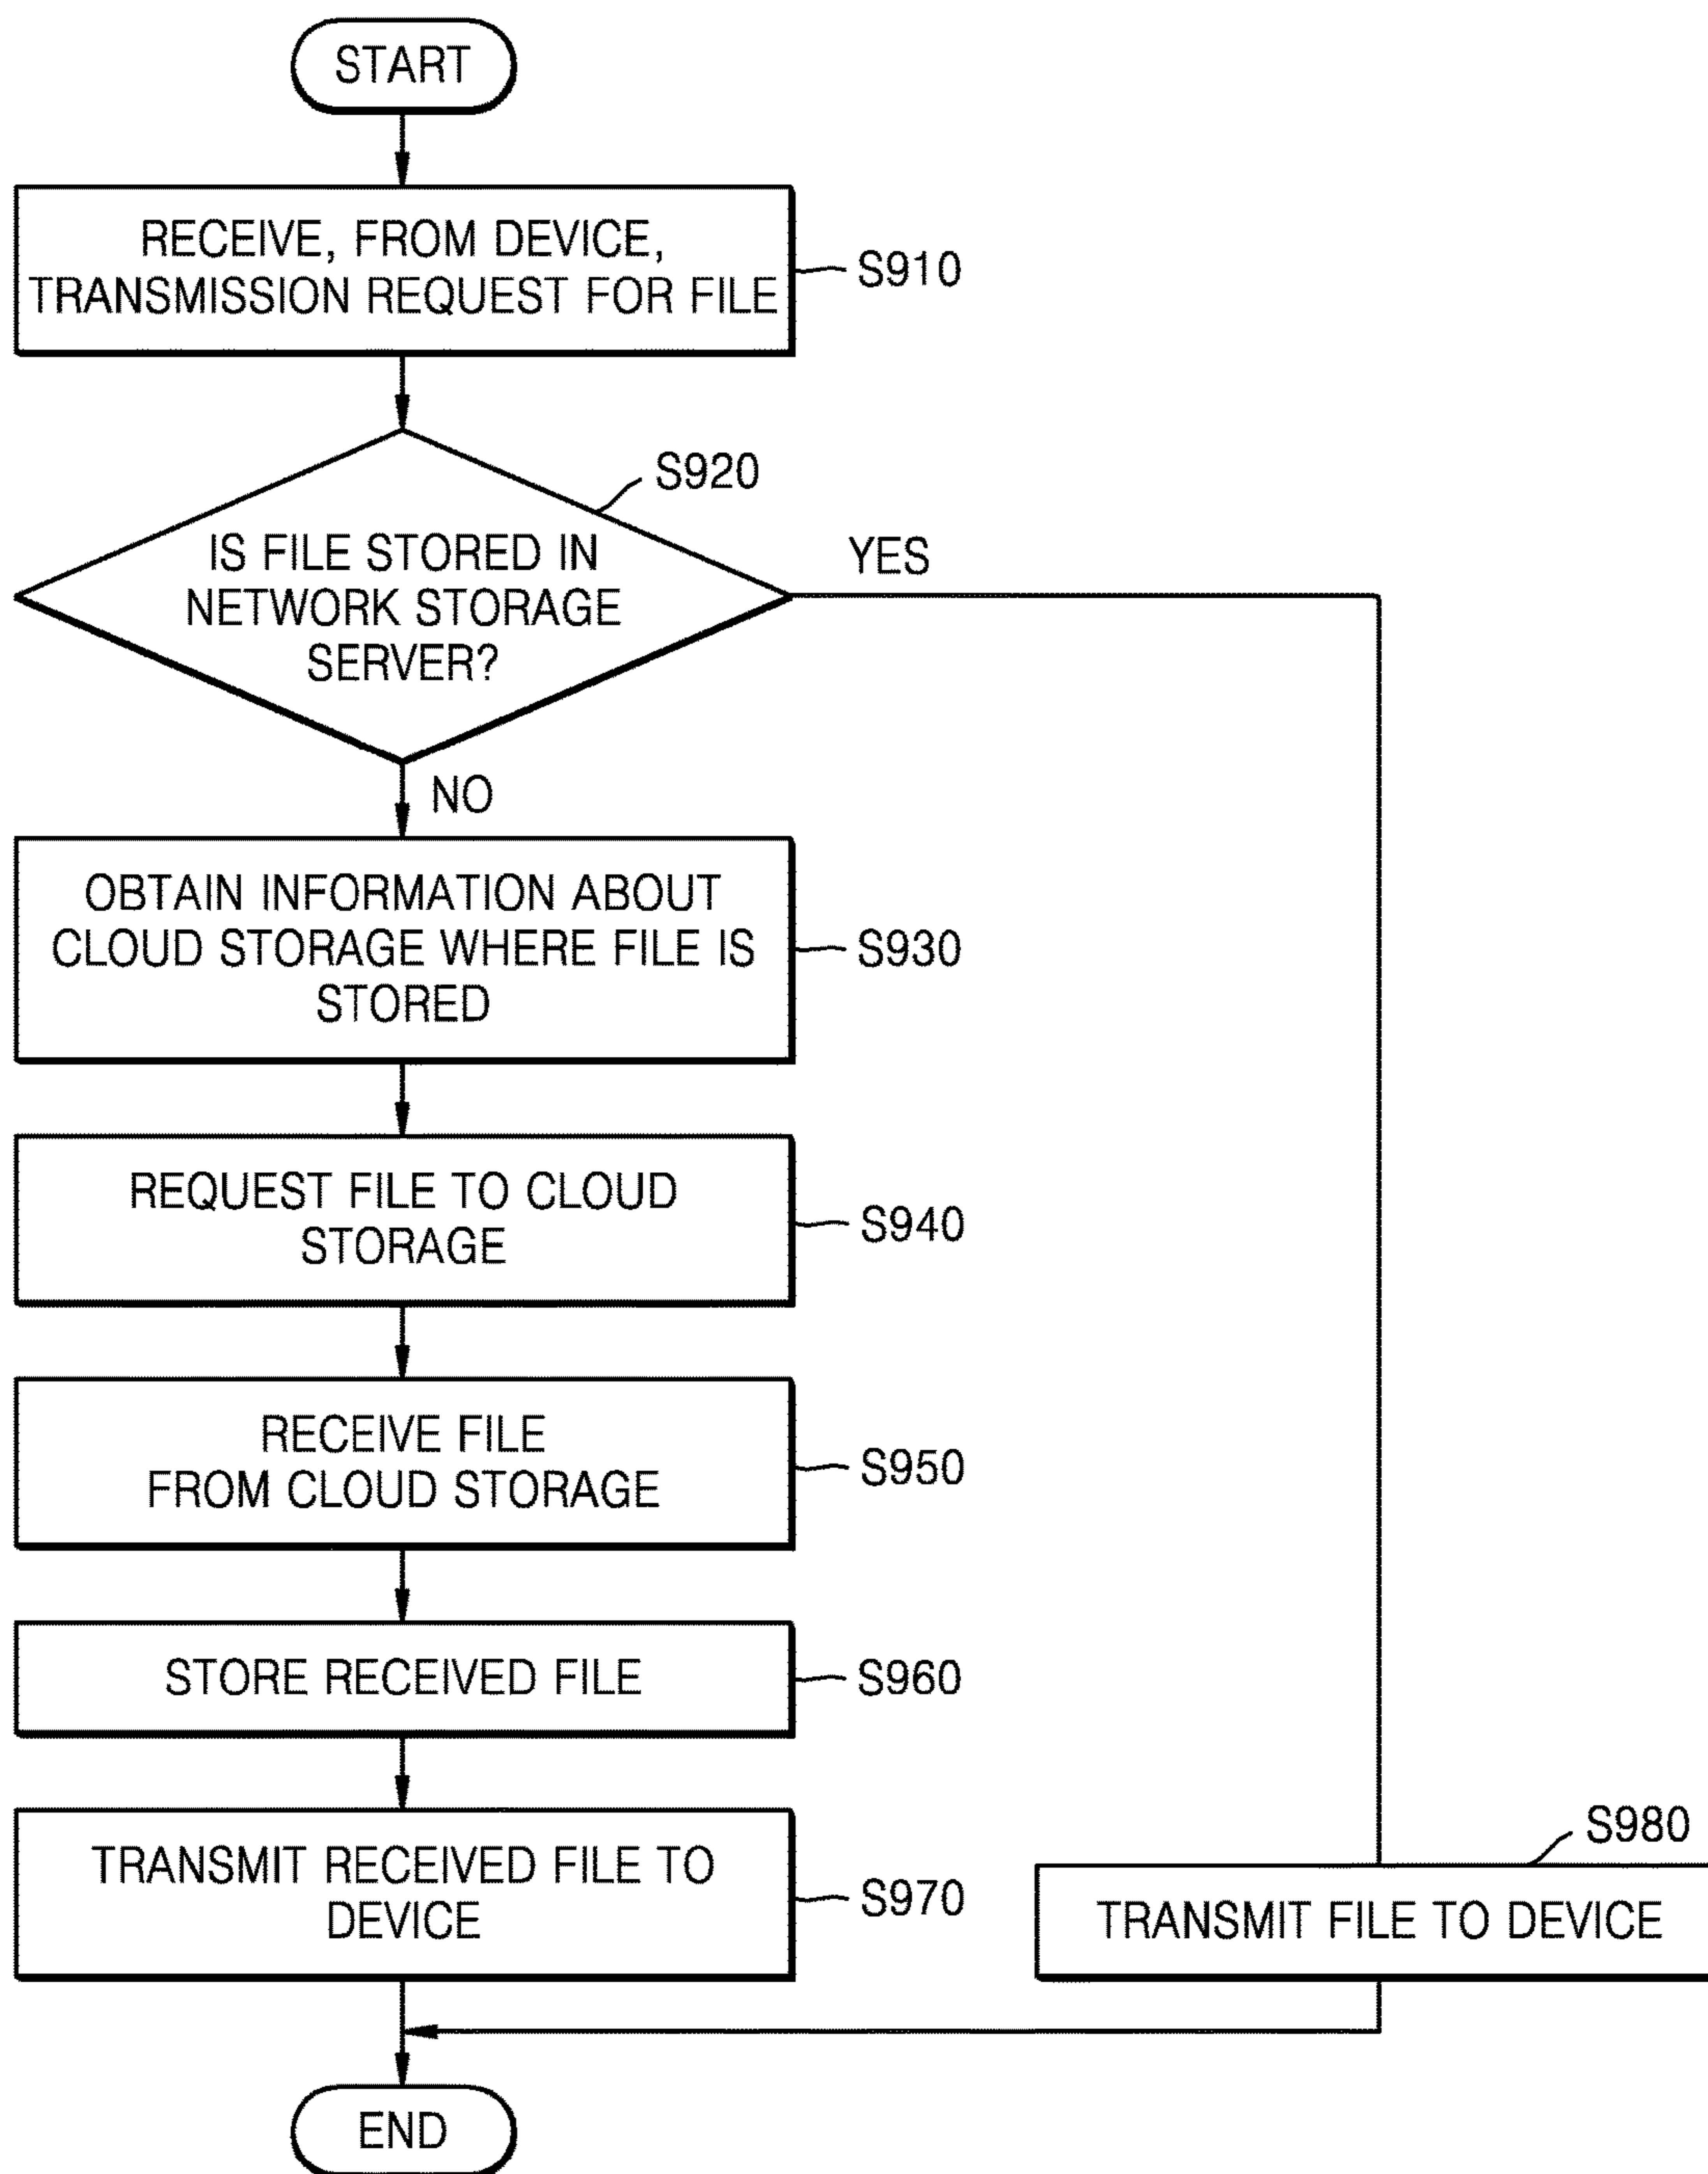 START
RECEIVE, FROM DEVICE,
TRANSMISSION REQUEST FOR FILE
S910
S920
IS FILE STORED IN
NETWORK STORAGE
SERVER?
YES
NO
OBTAIN INFORMATION ABOUT
CLOUD STORAGE WHERE FILE IS
STORED
S930
REQUEST FILE TO CLOUD
STORAGE
S940
RECEIVE FILE
FROM CLOUD STORAGE
S950
STORE RECEIVED FILE
S960
TRANSMIT RECEIVED FILE TO
DEVICE
S970
S980
TRANSMIT FILE TO DEVICE
END